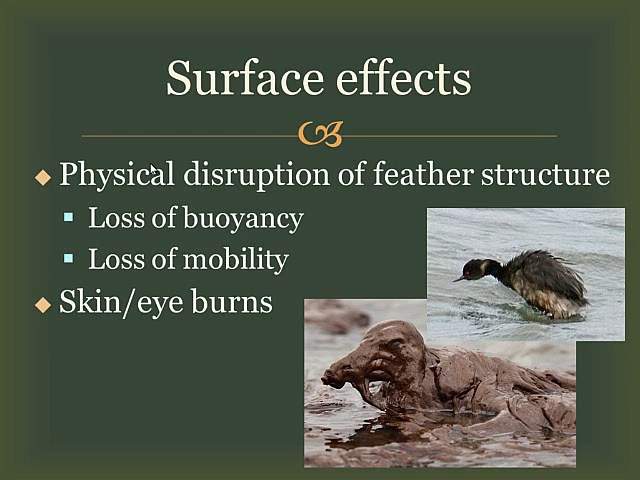 Surface effects
Physical disruption of feather structure
Loss of buoyancy
Loss of mobility
Skin/eye burns